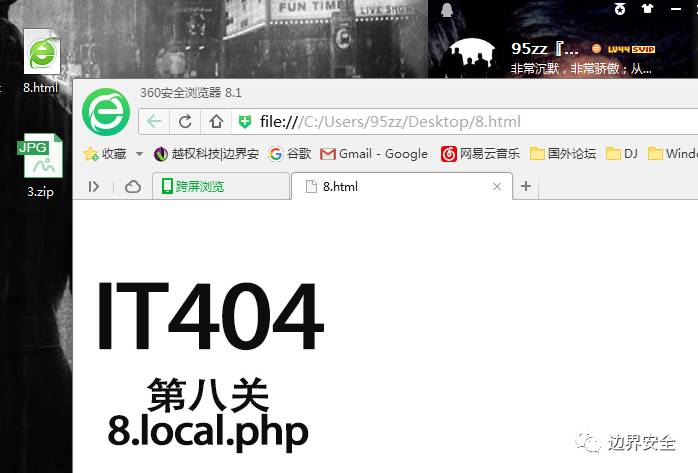 FUN TIME
LIVE SHOWS
95zz『...
LV44 SVIP
非常沉默，非常骄傲；从...
8.html
JPG
3.zip
360安全浏览器 8.1
file:///C:/Users/95zz/Desktop/8.html
收藏 越权科技|边界安 谷歌 Gmail - Google 网易云音乐 国外论坛 DJ Windo
跨屏浏览 8.html
IT404
第八关
8.local.php
边界安全